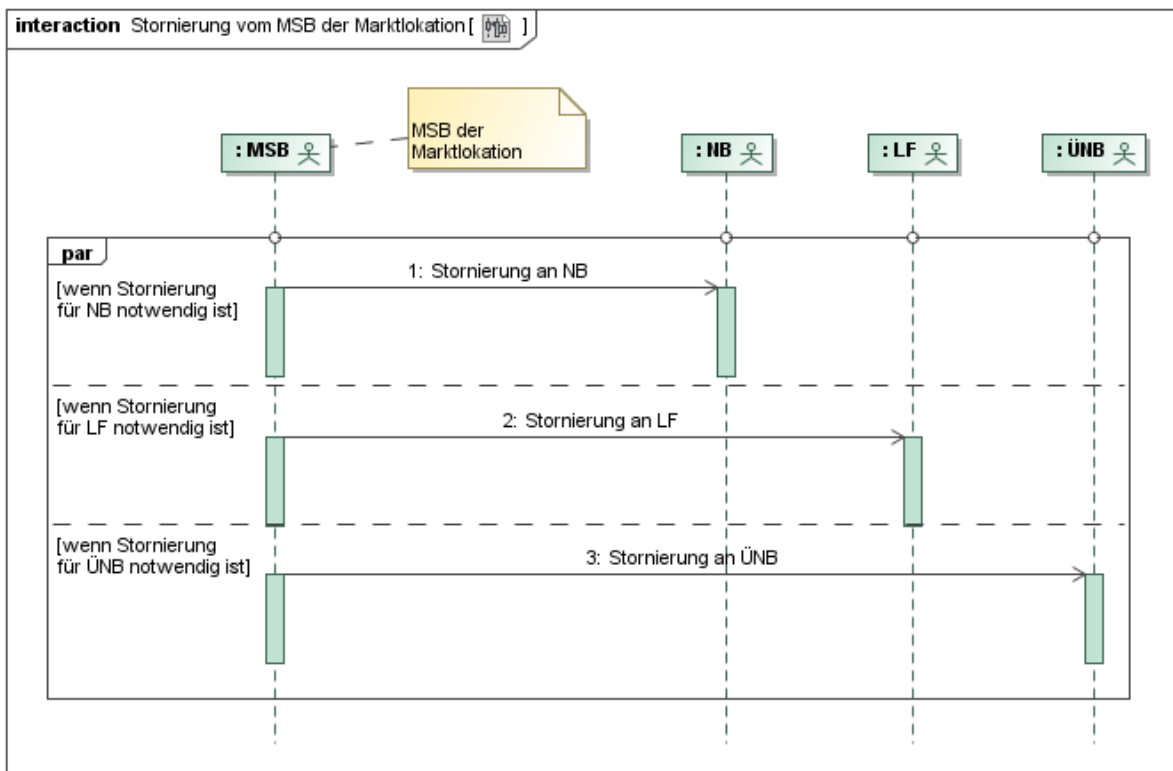 interaction Stornierung vom MSB der Marktlokation [ ]
MSB der
Marktlokation
: MSB
: NB
: LF
: ÜNB
par
1: Stornierung an NB
[wenn Stornierung
für NB notwendig ist]
[wenn Stornierung
für LF notwendig ist]
2: Stornierung an LF
[wenn Stornierung
für ÜNB notwendig ist]
3: Stornierung an ÜNB